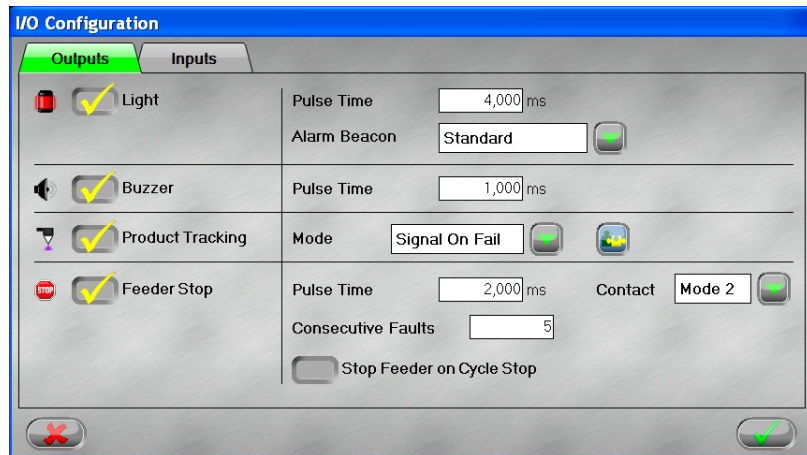 I/O Configuration
Outputs Inputs
Light Pulse Time 4,000 ms
Alarm Beacon Standard
Buzzer Pulse Time 1,000 ms
Product Tracking Mode Signal On Fail
STOP Feeder Stop Pulse Time 2,000 ms Contact Mode 2
Consecutive Faults 5
Stop Feeder on Cycle Stop